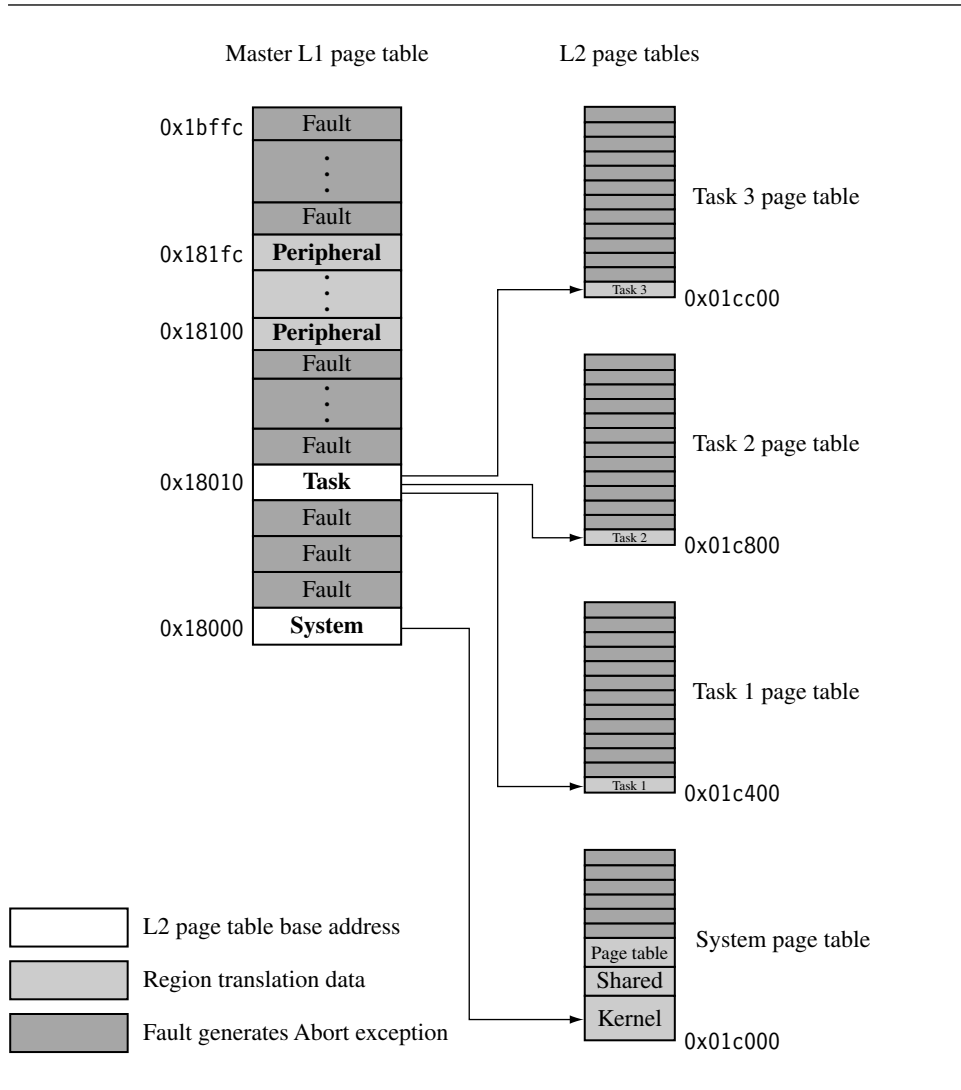 Master L1 page table
L2 page tables
0x1bffc
Fault
Fault
0x181fc
Peripheral
0x18100
Peripheral
Fault
Fault
0x18010
Task
Fault
Fault
Fault
0x18000
System
Task 3 page table
Task 3
0x01cc00
Task 2 page table
Task 2
0x01c800
Task 1 page table
Task 1
0x01c400
System page table
Page table
Shared
Kernel
0x01c000
L2 page table base address
Region translation data
Fault generates Abort exception